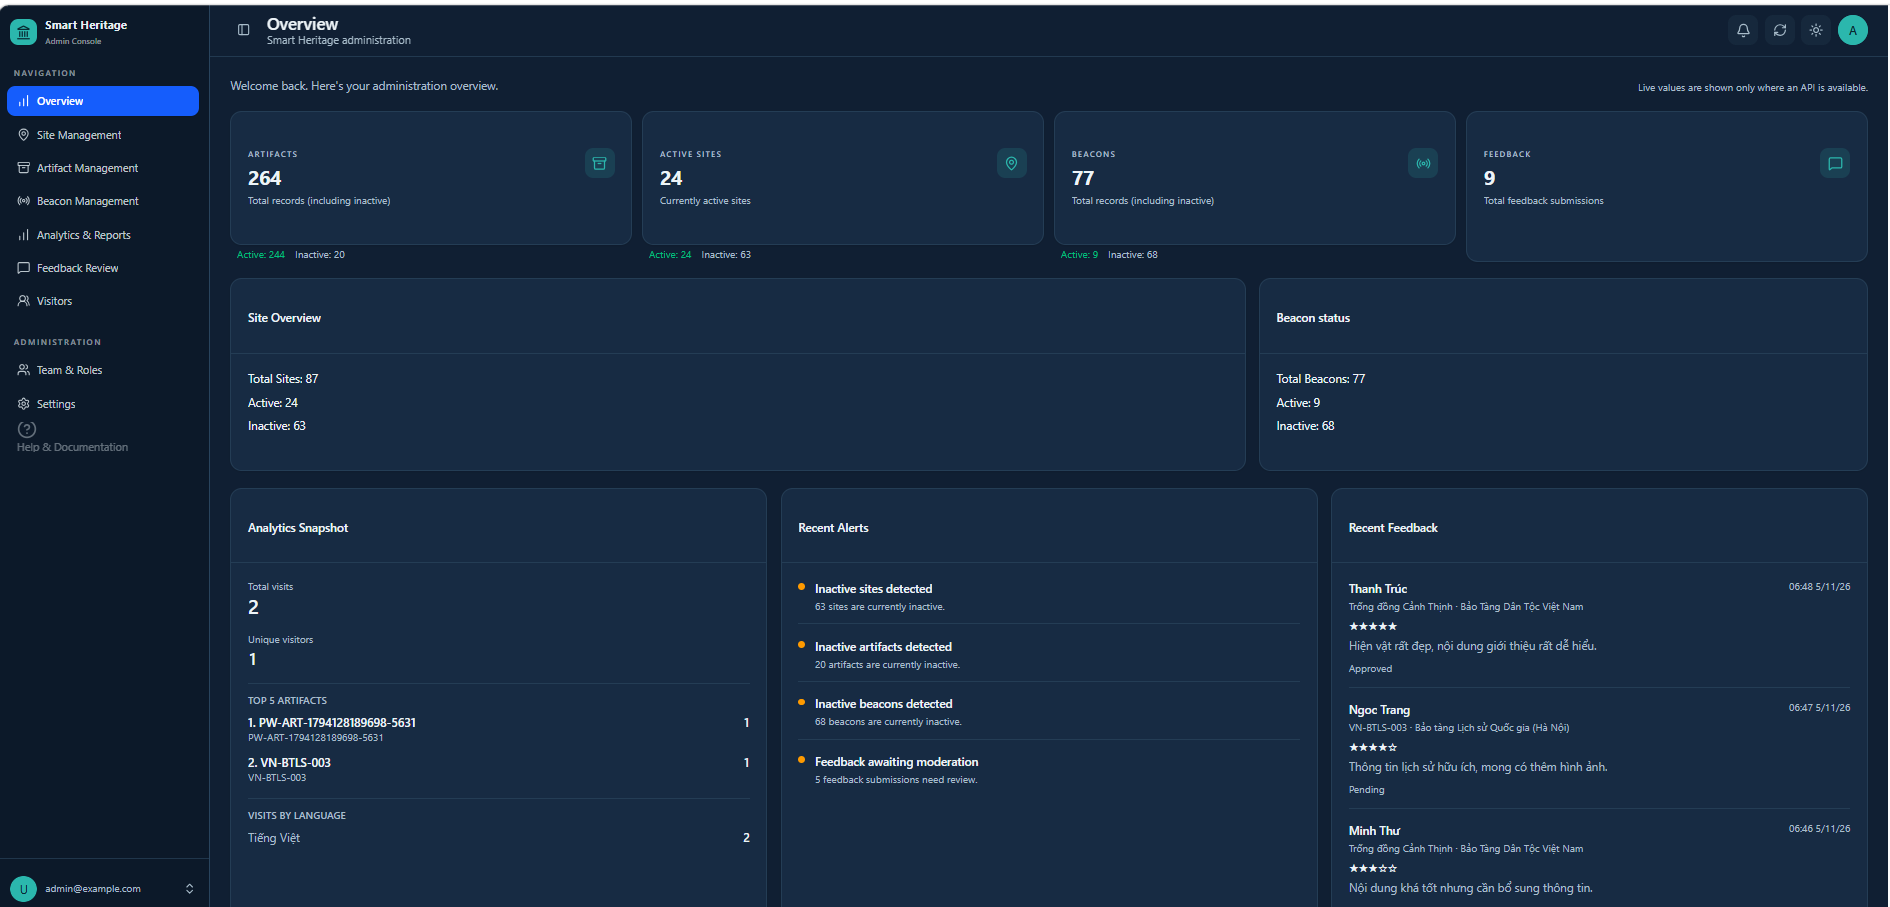 Smart Heritage
Admin Console
NAVIGATION
Overview
Site Management
Artifact Management
Beacon Management
Analytics & Reports
Feedback Review
Visitors
ADMINISTRATION
Team & Roles
Settings
Help & Documentation
U
admin@example.com
Overview
Smart Heritage administration
A
Welcome back. Here's your administration overview.
Live values are shown only where an API is available.
ARTIFACTS
264
Total records (including inactive)
Active: 244 Inactive: 20
ACTIVE SITES
24
Currently active sites
Active: 24 Inactive: 63
BEACONS
77
Total records (including inactive)
Active: 9 Inactive: 68
FEEDBACK
9
Total feedback submissions
Site Overview
Total Sites: 87
Active: 24
Inactive: 63
Beacon status
Total Beacons: 77
Active: 9
Inactive: 68
Analytics Snapshot
Total visits
2
Unique visitors
1
TOP 5 ARTIFACTS
1. PW-ART-1794128189698-5631 1
PW-ART-1794128189698-5631
2. VN-BTLS-003 1
VN-BTLS-003
VISITS BY LANGUAGE
Tiếng Việt 2
Recent Alerts
Inactive sites detected
63 sites are currently inactive.
Inactive artifacts detected
20 artifacts are currently inactive.
Inactive beacons detected
68 beacons are currently inactive.
Feedback awaiting moderation
5 feedback submissions need review.
Recent Feedback
Thanh Trúc 06:48 5/11/26
Trống đồng Cảnh Thịnh · Bảo Tàng Dân Tộc Việt Nam
★★★★★
Hiện vật rất đẹp, nội dung giới thiệu rất dễ hiểu.
Approved
Ngoc Trang 06:47 5/11/26
VN-BTLS-003 · Bảo tàng Lịch sử Quốc gia (Hà Nội)
★★★★☆
Thông tin lịch sử hữu ích, mong có thêm hình ảnh.
Pending
Minh Thư 06:46 5/11/26
Trống đồng Cảnh Thịnh · Bảo Tàng Dân Tộc Việt Nam
★★★☆☆
Nội dung khá tốt nhưng cần bổ sung thông tin.